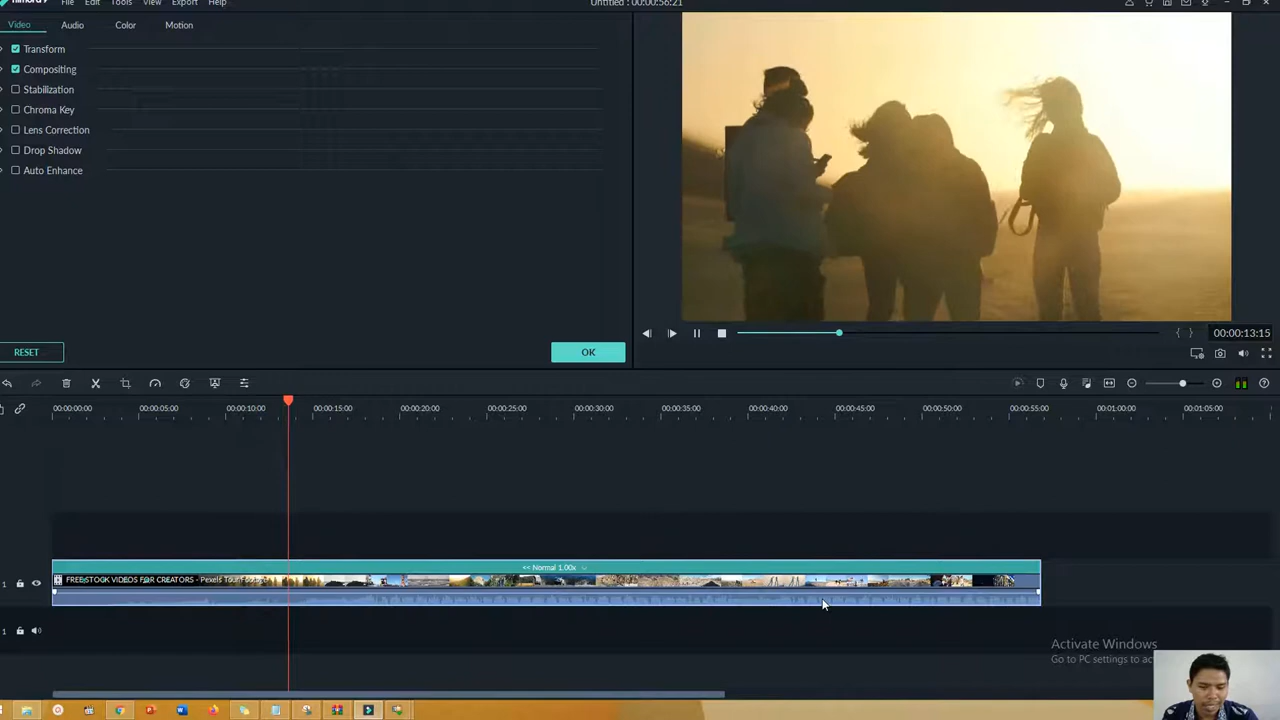 File Edit Tools View Export Help
Untitled : 00:00:56:21
Video Audio Color Motion
Transform
Compositing
Stabilization
Chroma Key
Lens Correction
Drop Shadow
Auto Enhance
RESET
OK
00:00:13:15
00:00:00:00 00:00:05:00 00:00:10:00 00:00:15:00 00:00:20:00 00:00:25:00 00:00:30:00 00:00:35:00 00:00:40:00 00:00:45:00 00:00:50:00 00:00:55:00 00:01:00:00 00:01:05:00
<< Normal 1.00x
FREE STOCK VIDEOS FOR CREATORS - Pexels Tour
1
1
Activate Windows
Go to PC settings to